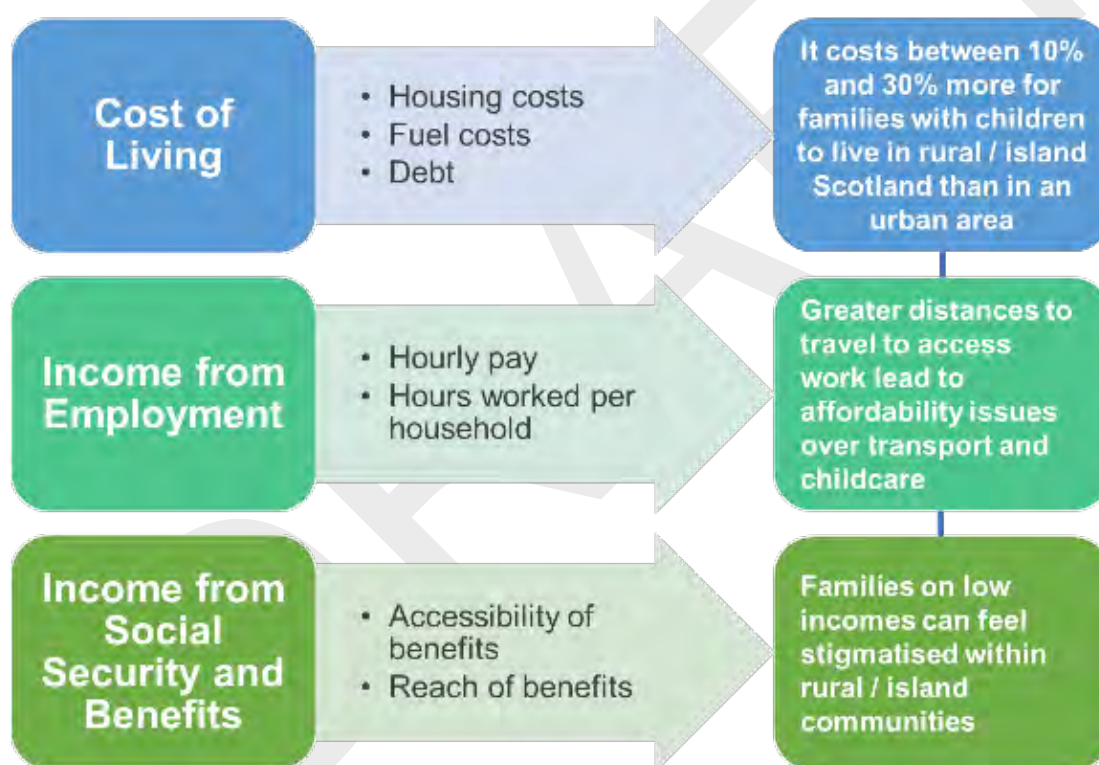 Cost of
Living
• Housing costs
• Fuel costs
• Debt
It costs between 10%
and 30% more for
families with children
to live in rural / island
Scotland than in an
urban area
Income from
Employment
• Hourly pay
• Hours worked per
household
Greater distances to
travel to access
work lead to
affordability issues
over transport and
childcare
Income from
Social
Security and
Benefits
• Accessibility of
benefits
• Reach of benefits
Families on low
incomes can feel
stigmatised within
rural / island
communities